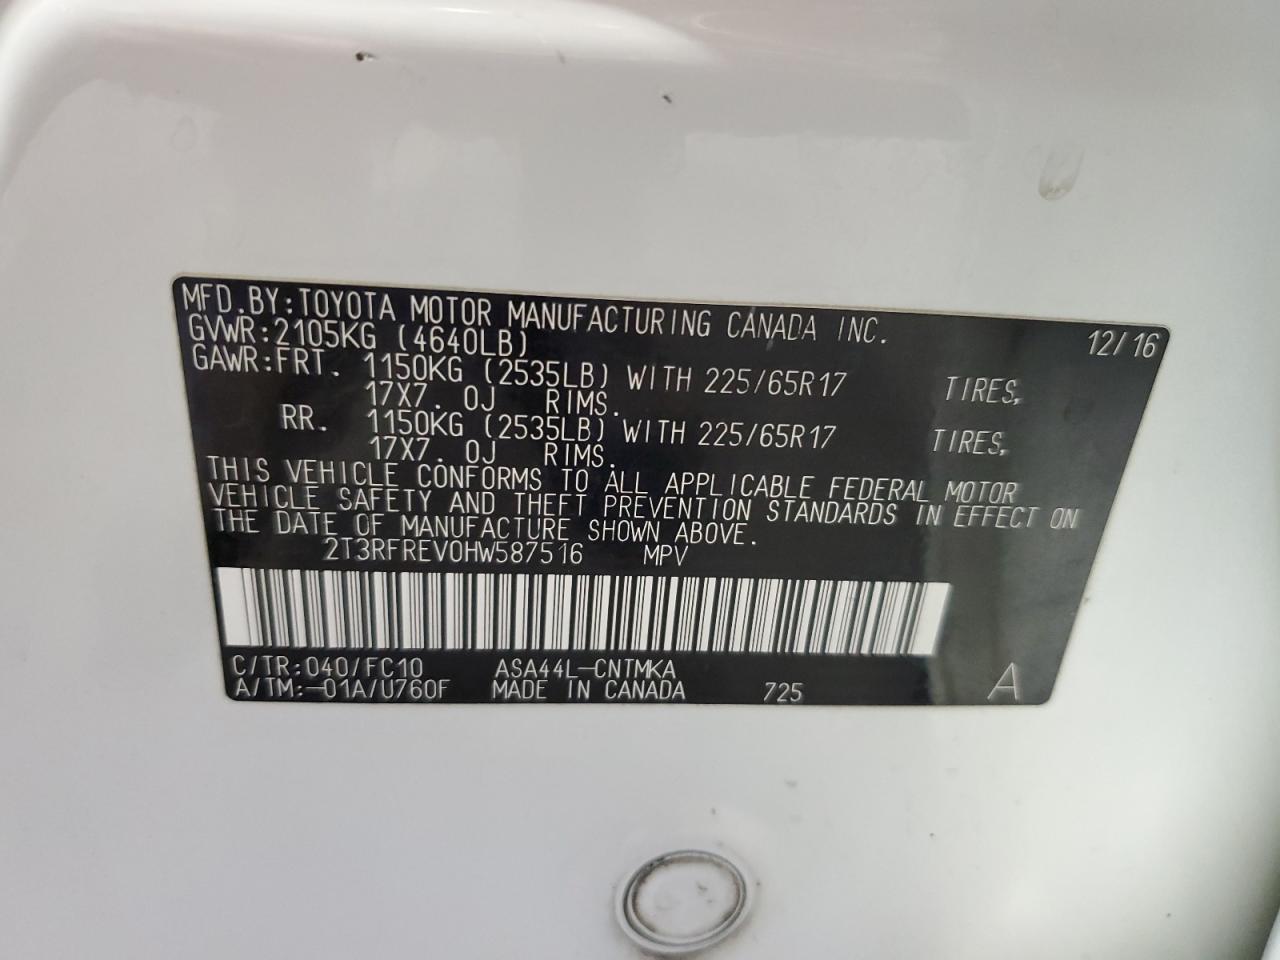 MFD.BY:TOYOTA MOTOR MANUFACTURING CANADA INC. 12/16
GVWR:2105KG (4640LB)
GAWR:FRT. 1150KG (2535LB) WITH 225/65R17 TIRES,
17X7. 0J RIMS.
RR. 1150KG (2535LB) WITH 225/65R17 TIRES,
17X7. 0J RIMS.
THIS VEHICLE CONFORMS TO ALL APPLICABLE FEDERAL MOTOR
VEHICLE SAFETY AND THEFT PREVENTION STANDARDS IN EFFECT ON
THE DATE OF MANUFACTURE SHOWN ABOVE.
2T3RFREV0HW587516 MPV
C/TR:040/FC10 ASA44L-CNTMKA
A/TM:-01A/U760F MADE IN CANADA 725 A